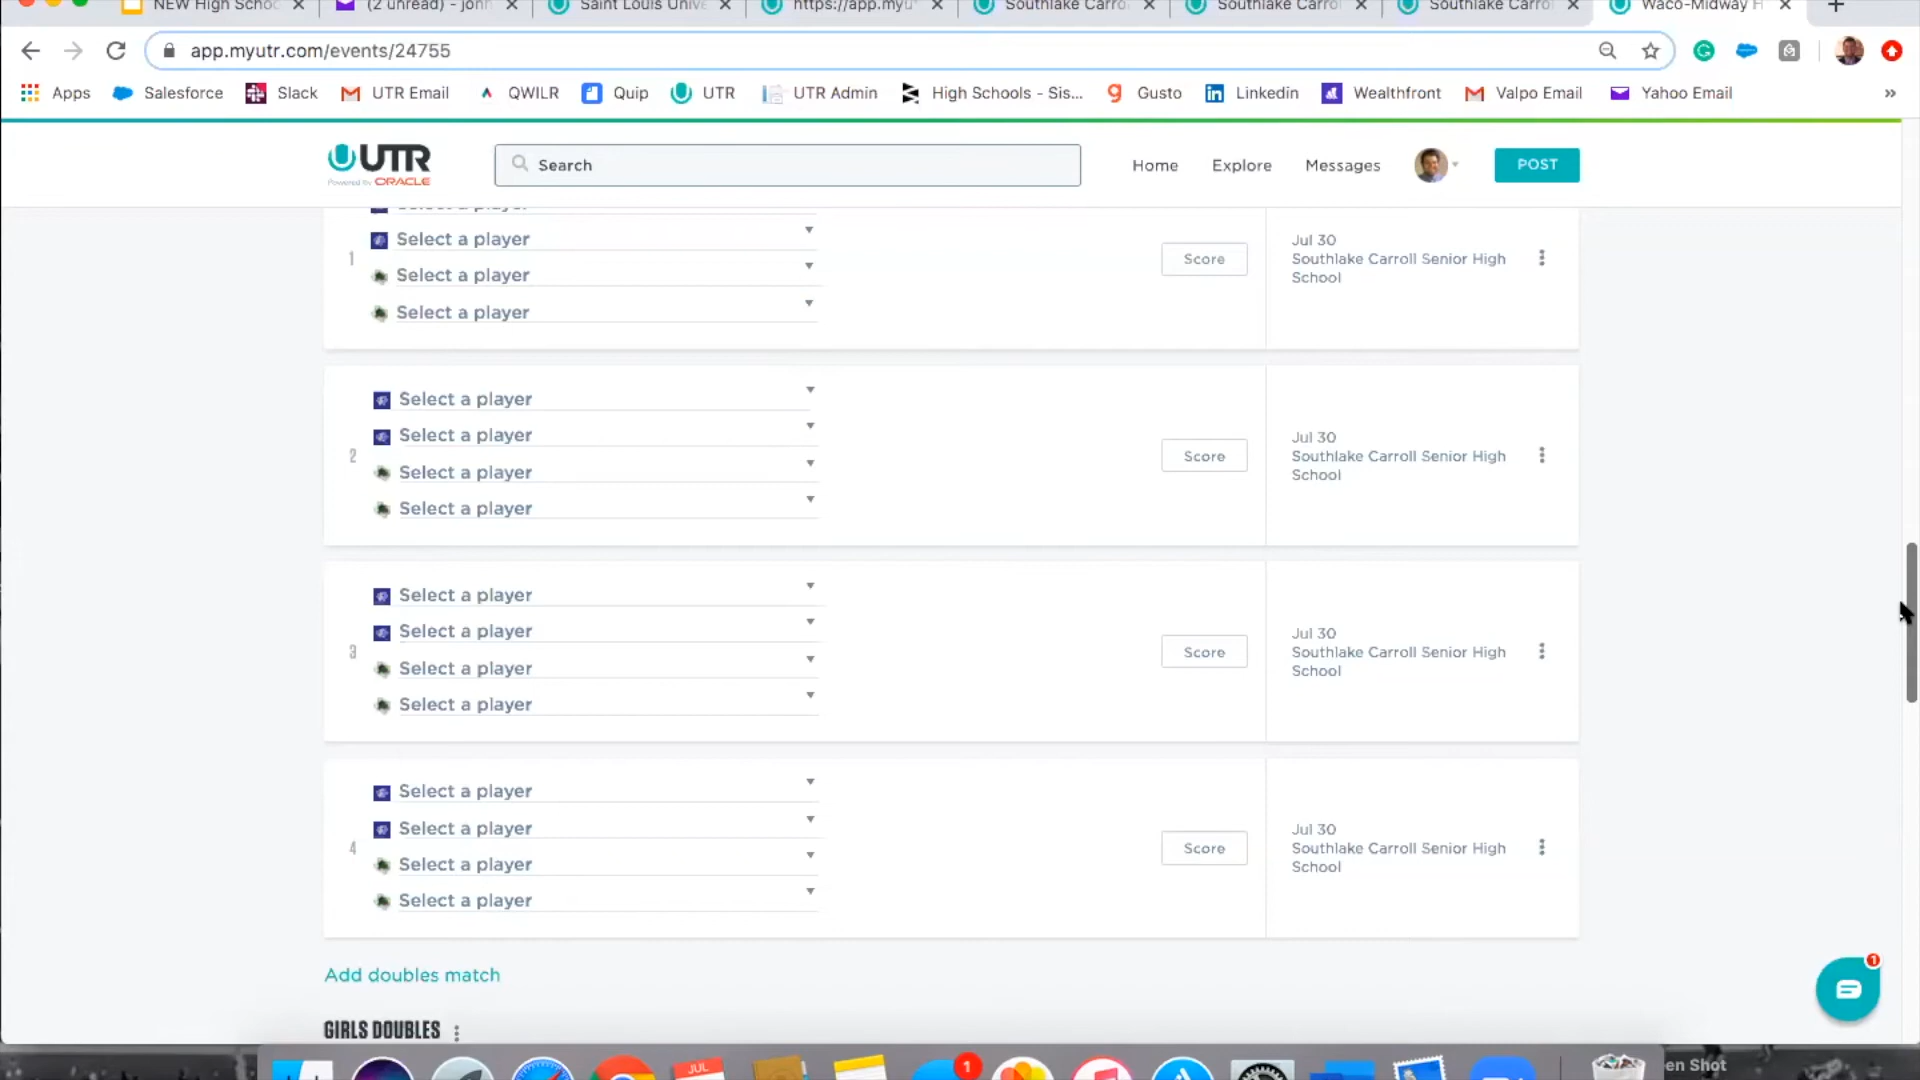 NEW High Schoo
(2 unread) - john
Saint Louis Unive
https://app.myu
Southlake Carro
Southlake Carrol
Southlake Carro
Waco-Midway H
app.myutr.com/events/24755
Apps
Salesforce
Slack
UTR Email
QWILR
Quip
UTR
UTR Admin
High Schools - Sis...
Gusto
Linkedin
Wealthfront
Valpo Email
Yahoo Email
»
UTR
Powered by ORACLE
Search
Home
Explore
Messages
POST
1
Select a player
Select a player
Select a player
Score
Jul 30
Southlake Carroll Senior High
School
2
Select a player
Select a player
Select a player
Select a player
Score
Jul 30
Southlake Carroll Senior High
School
3
Select a player
Select a player
Select a player
Select a player
Score
Jul 30
Southlake Carroll Senior High
School
4
Select a player
Select a player
Select a player
Select a player
Score
Jul 30
Southlake Carroll Senior High
School
Add doubles match
1
GIRLS DOUBLES
JUL
1
en Shot